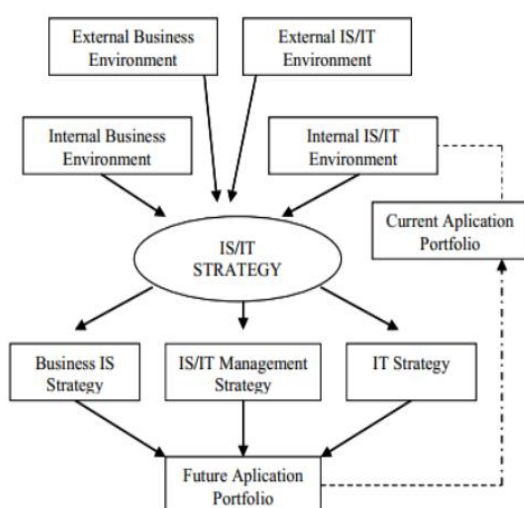 External Business
Environment
External IS/IT
Environment
Internal Business
Environment
Internal IS/IT
Environment
Current Aplication
Portfolio
IS/IT
STRATEGY
Business IS
Strategy
IS/IT Management
Strategy
IT Strategy
Future Aplication
Portfolio